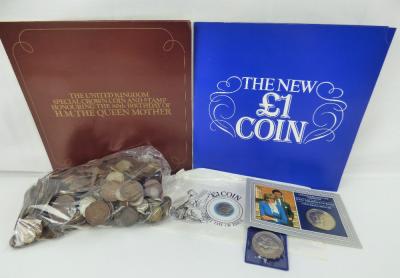 THE UNITED KINGDOM
SPECIAL CROWN COIN AND STAMP
HONOURING THE 80th BIRTHDAY OF
H.M. THE QUEEN MOTHER
THE NEW
£1
COIN
£1 COIN